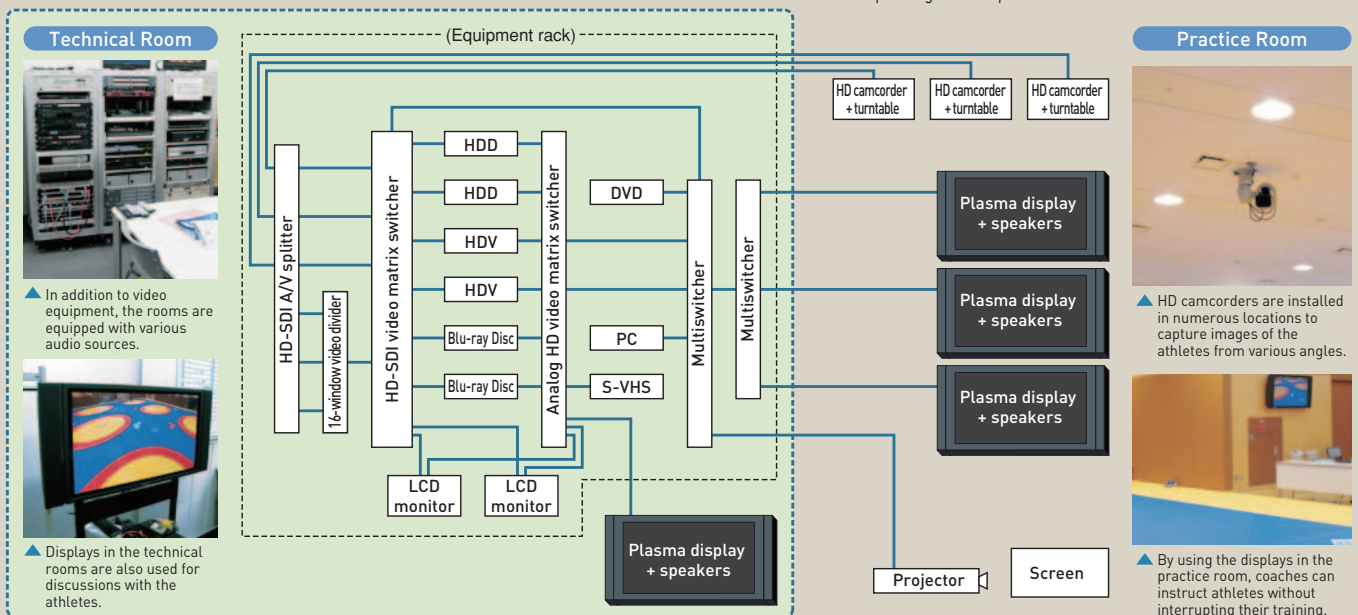 Technical Room
▲ In addition to video
equipment, the rooms are
equipped with various
audio sources.
▲ Displays in the technical
rooms are also used for
discussions with the
athletes.
(Equipment rack)
HD-SDI A/V splitter
16-window video divider
HD-SDI video matrix switcher
HDD
HDD
HDV
HDV
Blu-ray Disc
Blu-ray Disc
Analog HD video matrix switcher
DVD
PC
S-VHS
Multiswitcher
Multiswitcher
LCD
monitor
LCD
monitor
Plasma display
+ speakers
HD camcorder
+ turntable
HD camcorder
+ turntable
HD camcorder
+ turntable
Plasma display
+ speakers
Plasma display
+ speakers
Plasma display
+ speakers
Projector
Screen
Practice Room
▲ HD camcorders are installed
in numerous locations to
capture images of the
athletes from various angles.
▲ By using the displays in the
practice room, coaches can
instruct athletes without
interrupting their training.